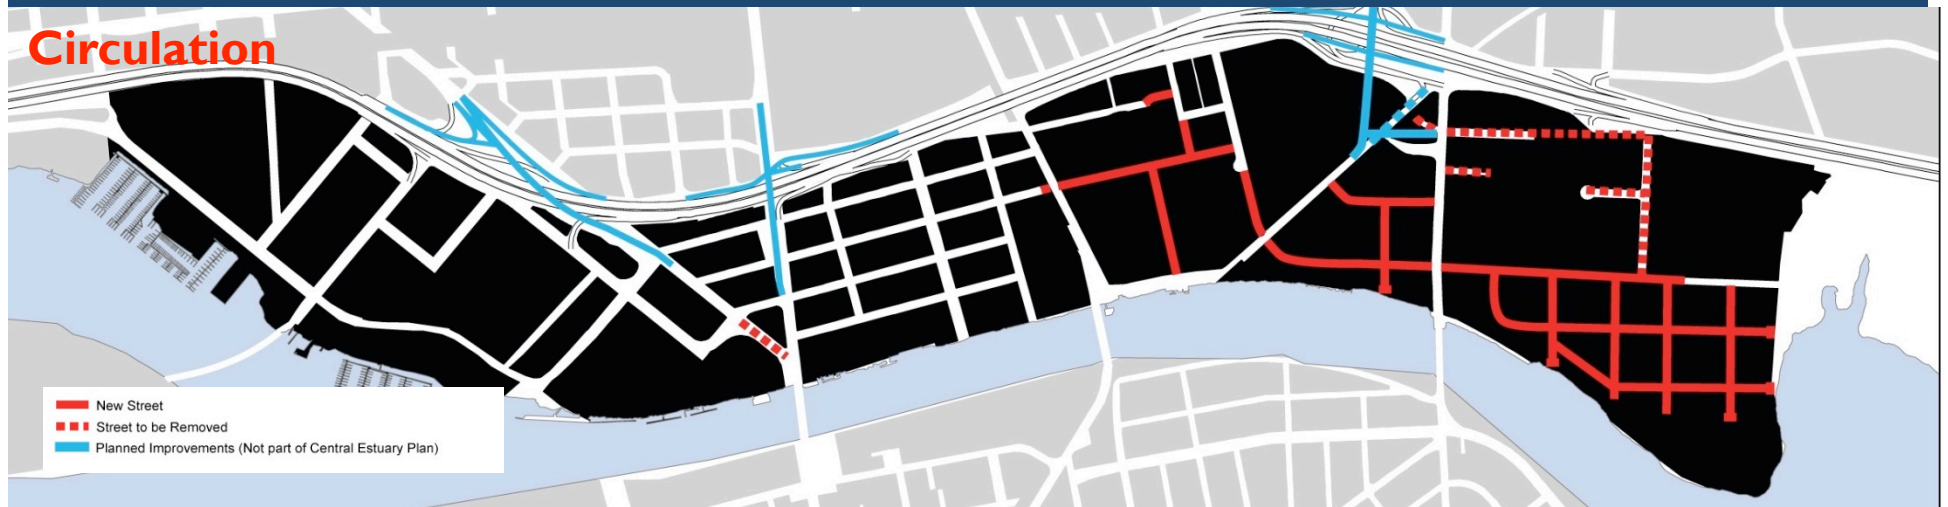 Circulation
New Street
Street to be Removed
Planned Improvements (Not part of Central Estuary Plan)